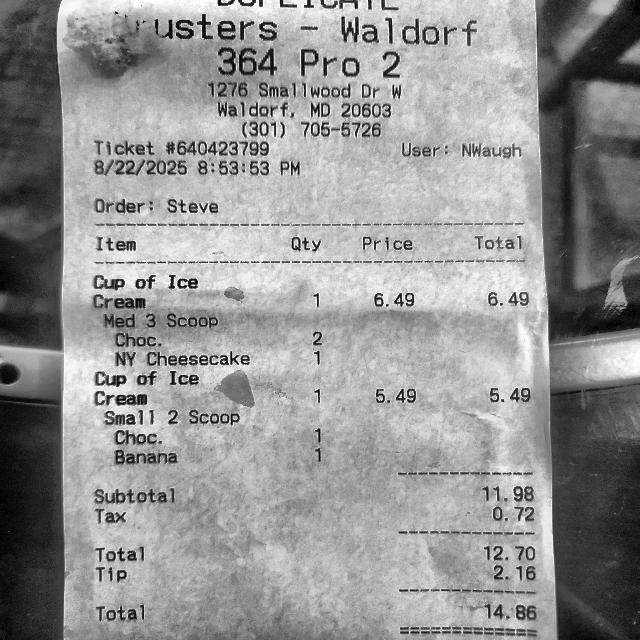 DUPLICATE
rusters - Waldorf
364 Pro 2
1276 Smallwood Dr W
Waldorf, MD 20603
(301) 705-5726
Ticket #640423799 User: NWaugh
8/22/2025 8:53:53 PM
Order: Steve
Item Qty Price Total
Cup of Ice
Cream 1 6.49 6.49
Med 3 Scoop
Choc. 2
NY Cheesecake 1
Cup of Ice
Cream 1 5.49 5.49
Small 2 Scoop
Choc. 1
Banana 1
Subtotal 11.98
Tax 0.72
Total 12.70
Tip 2.16
Total 14.86